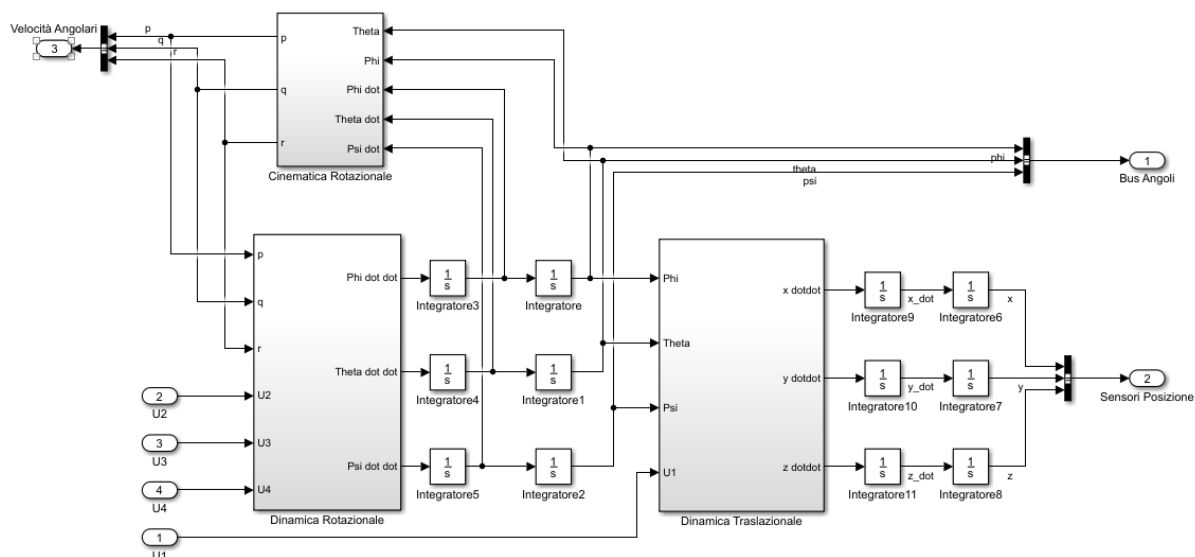 Velocità Angolari
3
p
q
r
p
q
r
Theta
Phi
Phi dot
Theta dot
Psi dot
Cinematica Rotazionale
phi
theta
psi
1
Bus Angoli
p
q
r
U2
U3
U4
Phi dot dot
Theta dot dot
Psi dot dot
Dinamica Rotazionale
2
U2
3
U3
4
U4
1
U1
1
s
Integratore3
1
s
Integratore
1
s
Integratore4
1
s
Integratore1
1
s
Integratore5
1
s
Integratore2
Phi
Theta
Psi
U1
x dotdot
y dotdot
z dotdot
Dinamica Traslazionale
1
s
Integratore9
x_dot
1
s
Integratore6
x
1
s
Integratore10
y_dot
1
s
Integratore7
y
1
s
Integratore11
z_dot
1
s
Integratore8
z
2
Sensori Posizione